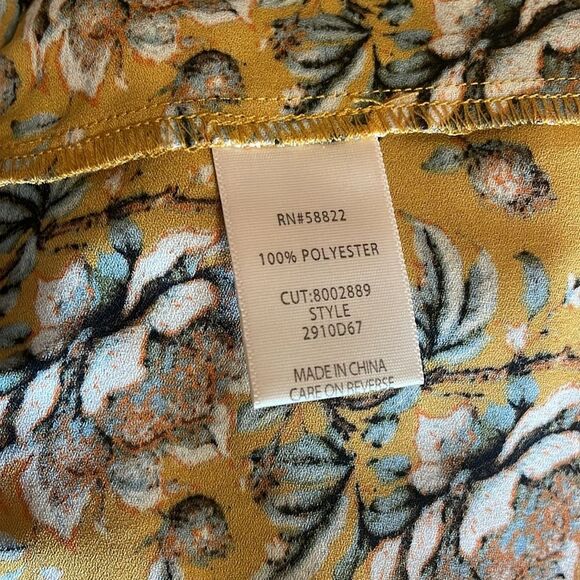 RN#58822
100% POLYESTER
CUT:8002889
STYLE
2910D67
MADE IN CHINA
CARE ON REVERSE